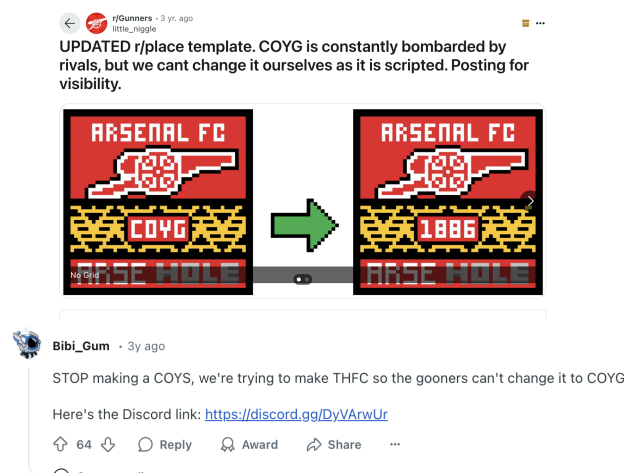 r/Gunners • 3 yr. ago
little_niggle
UPDATED r/place template. COYG is constantly bombarded by
rivals, but we cant change it ourselves as it is scripted. Posting for
visibility.
ARSENAL FC
COYG
ARSE HOLE
No Grid
ARSENAL FC
1886
ARSE HOLE
Bibi_Gum • 3y ago
STOP making a COYS, we're trying to make THFC so the gooners can't change it to COYG
Here's the Discord link: https://discord.gg/DyVArwUr
64 Reply Award Share